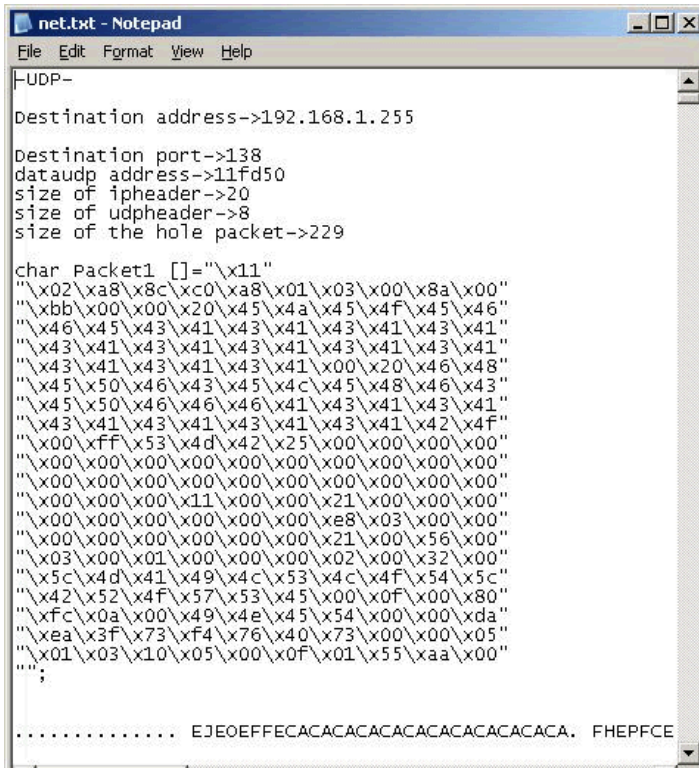 net.txt - Notepad
File Edit Format View Help
-UDP-
Destination address->192.168.1.255
Destination port->138
dataudp address->11fd50
size of ipheader->20
size of udpheader->8
size of the hole packet->229
char Packet1 []="\x11"
"\x02\xa8\x8c\xc0\xa8\x01\x03\x00\x8a\x00"
"\xbb\x00\x00\x20\x45\x4a\x45\x4f\x45\x46"
"\x46\x45\x43\x41\x43\x41\x43\x41\x43\x41"
"\x43\x41\x43\x41\x43\x41\x43\x41\x43\x41"
"\x43\x41\x43\x41\x43\x41\x00\x20\x46\x48"
"\x45\x50\x46\x43\x45\x4c\x45\x48\x46\x43"
"\x45\x50\x46\x46\x46\x41\x43\x41\x43\x41"
"\x43\x41\x43\x41\x43\x41\x43\x41\x42\x4f"
"\x00\xff\x53\x4d\x42\x25\x00\x00\x00\x00"
"\x00\x00\x00\x00\x00\x00\x00\x00\x00\x00"
"\x00\x00\x00\x00\x00\x00\x00\x00\x00\x00"
"\x00\x00\x00\x11\x00\x00\x21\x00\x00\x00"
"\x00\x00\x00\x00\x00\x00\xe8\x03\x00\x00"
"\x00\x00\x00\x00\x00\x00\x21\x00\x56\x00"
"\x03\x00\x01\x00\x00\x00\x02\x00\x32\x00"
"\x5c\x4d\x41\x49\x4c\x53\x4c\x4f\x54\x5c"
"\x42\x52\x4f\x57\x53\x45\x00\x0f\x00\x80"
"\xfc\x0a\x00\x49\x4e\x45\x54\x00\x00\xda"
"\xea\x3f\x73\xf4\x76\x40\x73\x00\x00\x05"
"\x01\x03\x10\x05\x00\x0f\x01\x55\xaa\x00"
"";
.............. EJEOEFFECACACACACACACACACACACACA. FHEPFCE